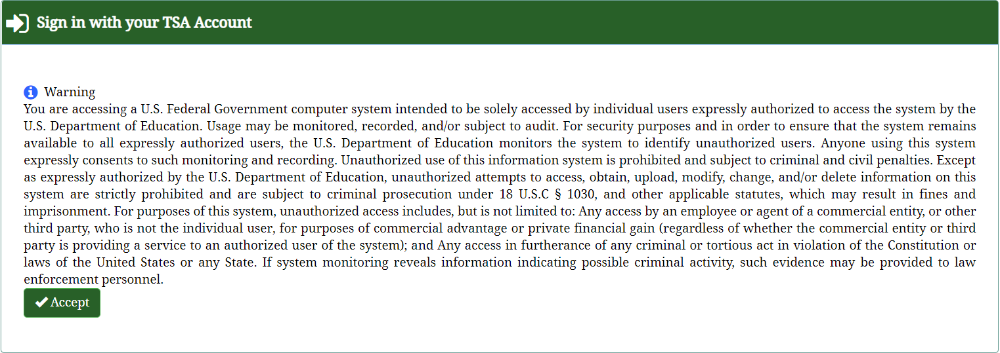 Sign in with your TSA Account
Warning
You are accessing a U.S. Federal Government computer system intended to be solely accessed by individual users expressly authorized to access the system by the
U.S. Department of Education. Usage may be monitored, recorded, and/or subject to audit. For security purposes and in order to ensure that the system remains
available to all expressly authorized users, the U.S. Department of Education monitors the system to identify unauthorized users. Anyone using this system
expressly consents to such monitoring and recording. Unauthorized use of this information system is prohibited and subject to criminal and civil penalties. Except
as expressly authorized by the U.S. Department of Education, unauthorized attempts to access, obtain, upload, modify, change, and/or delete information on this
system are strictly prohibited and are subject to criminal prosecution under 18 U.S.C § 1030, and other applicable statutes, which may result in fines and
imprisonment. For purposes of this system, unauthorized access includes, but is not limited to: Any access by an employee or agent of a commercial entity, or other
third party, who is not the individual user, for purposes of commercial advantage or private financial gain (regardless of whether the commercial entity or third
party is providing a service to an authorized user of the system); and Any access in furtherance of any criminal or tortious act in violation of the Constitution or
laws of the United States or any State. If system monitoring reveals information indicating possible criminal activity, such evidence may be provided to law
enforcement personnel.
Accept